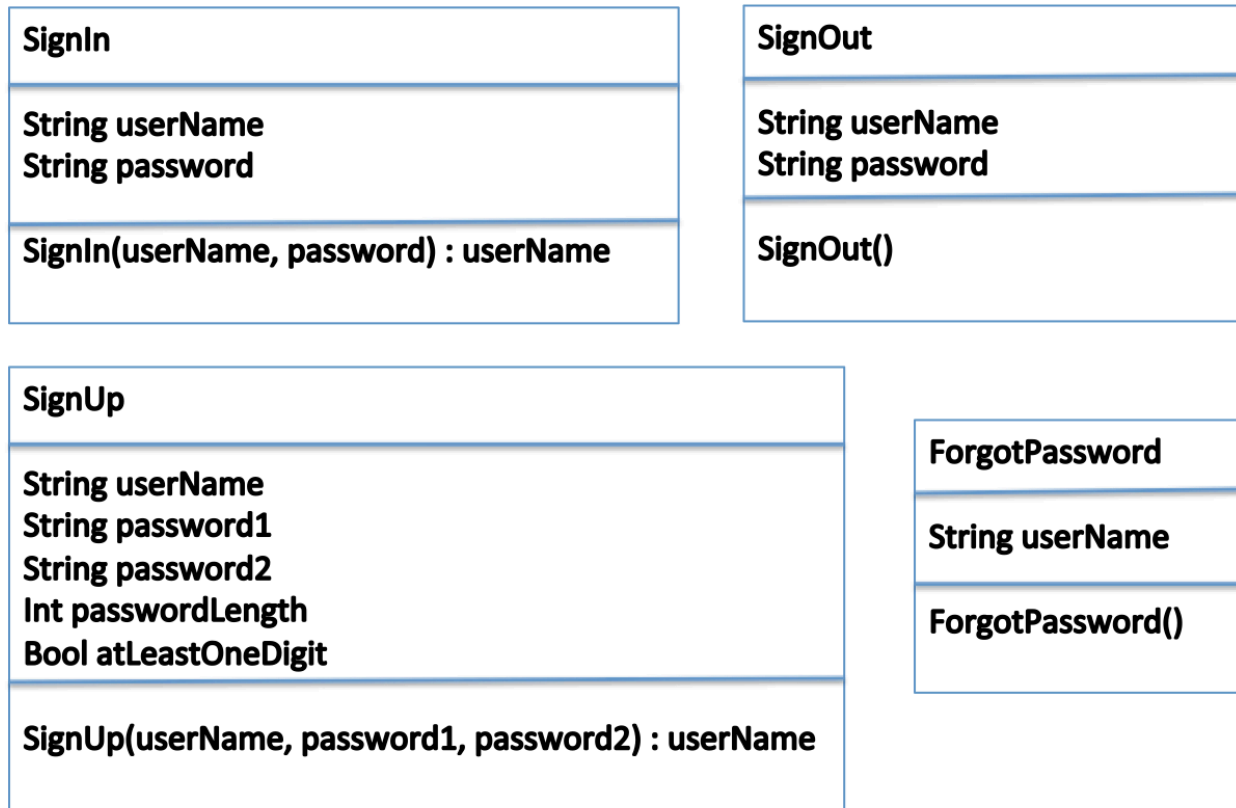 SignIn
String userName
String password
SignIn(userName, password) : userName
SignOut
String userName
String password
SignOut()
SignUp
String userName
String password1
String password2
Int passwordLength
Bool atLeastOneDigit
SignUp(userName, password1, password2) : userName
ForgotPassword
String userName
ForgotPassword()